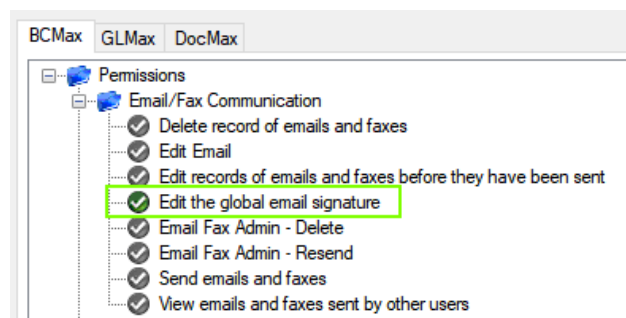 BCMax GLMax DocMax
Permissions
Email/Fax Communication
Delete record of emails and faxes
Edit Email
Edit records of emails and faxes before they have been sent
Edit the global email signature
Email Fax Admin - Delete
Email Fax Admin - Resend
Send emails and faxes
View emails and faxes sent by other users